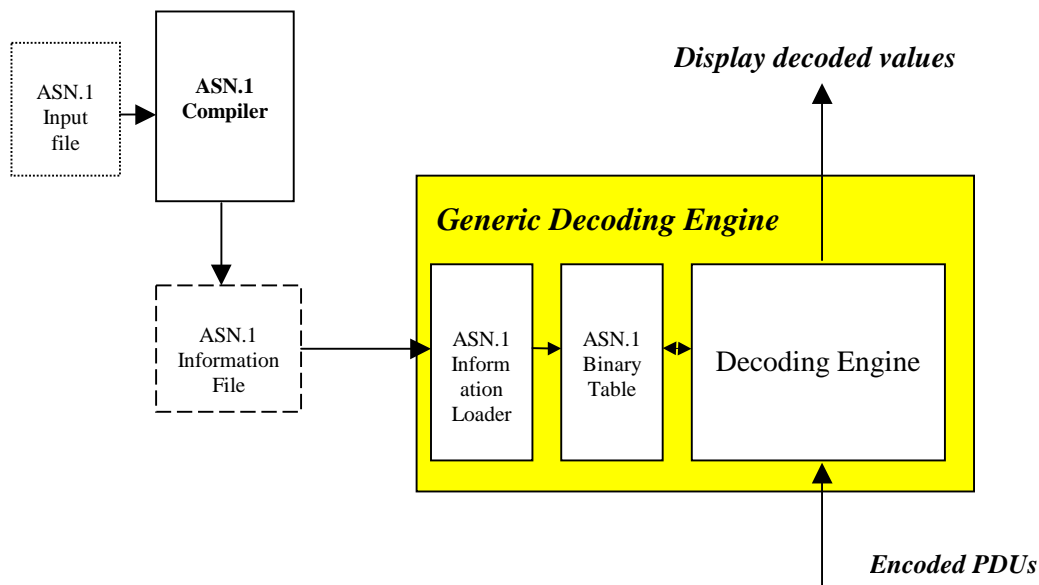 ASN.1
Input
file
ASN.1
Compiler
Display decoded values
Generic Decoding Engine
ASN.1
Information
File
ASN.1
Inform
ation
Loader
ASN.1
Binary
Table
Decoding Engine
Encoded PDUs